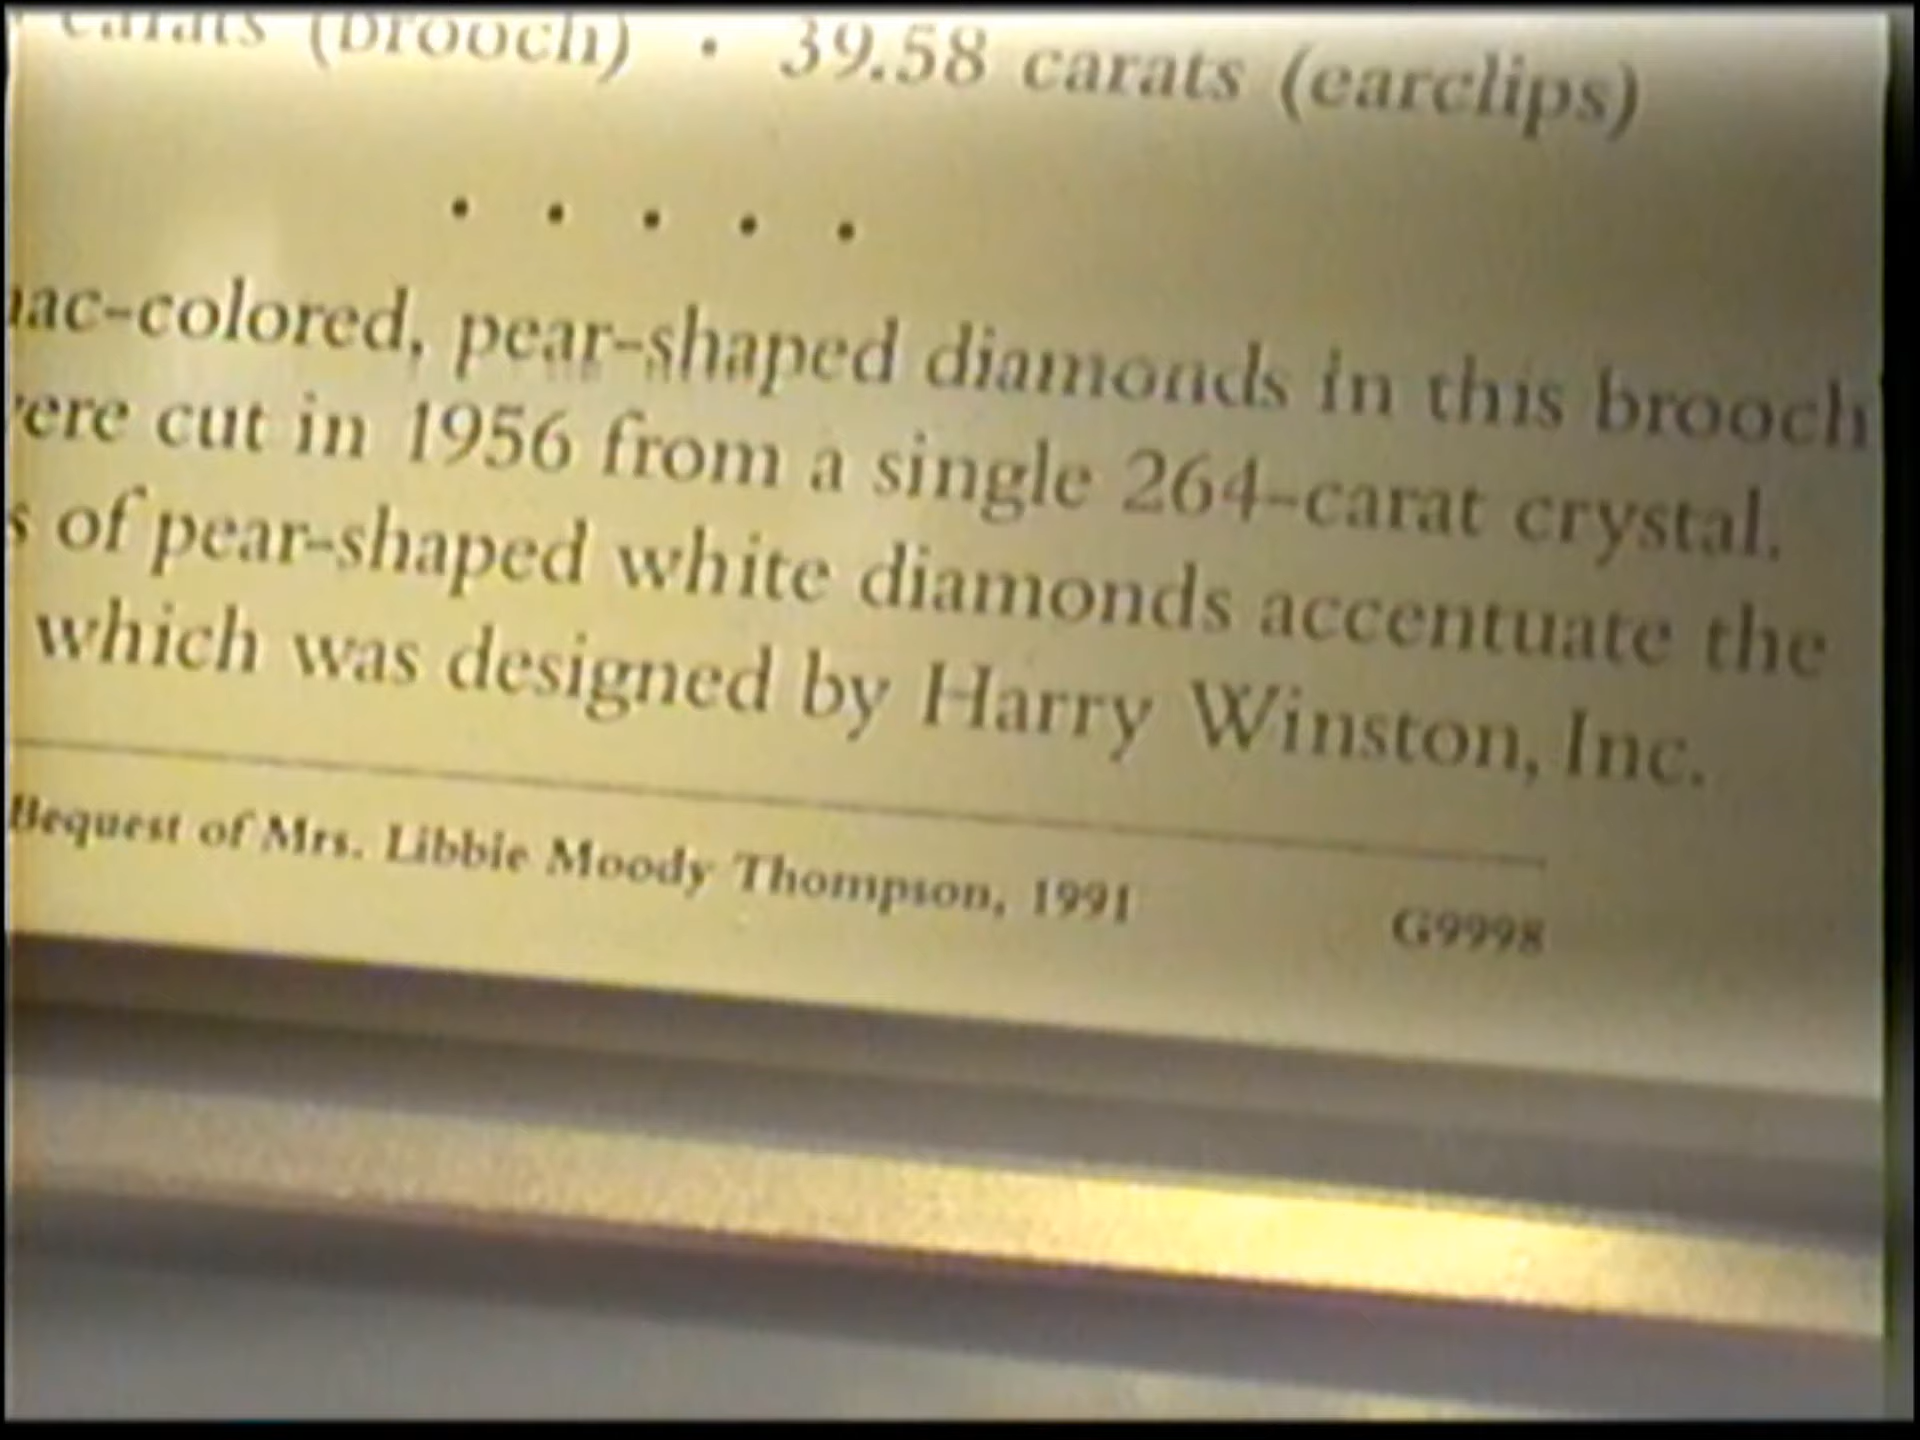 carats (brooch) • 39.58 carats (earclips)
• • • • •
ac-colored, pear-shaped diamonds in this brooch
ere cut in 1956 from a single 264-carat crystal.
s of pear-shaped white diamonds accentuate the
which was designed by Harry Winston, Inc.
Bequest of Mrs. Libbie Moody Thompson, 1991 G9998